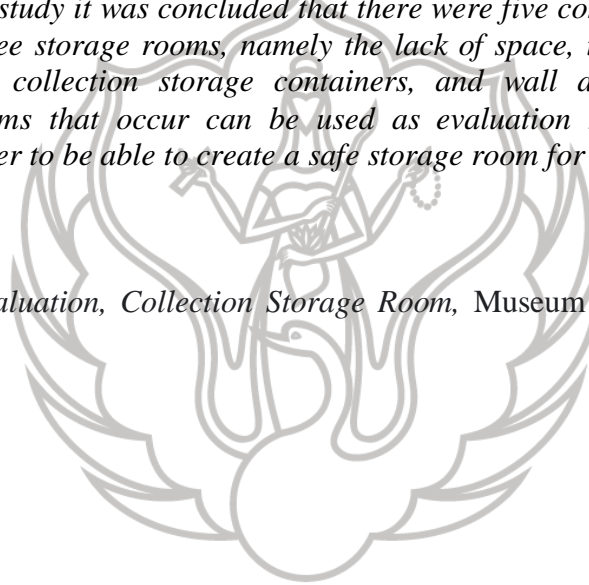 study it was concluded that there were five co
ee storage rooms, namely the lack of space,
collection storage containers, and wall
ms that occur can be used as evaluation
er to be able to create a safe storage room for
aluation, Collection Storage Room, Museum